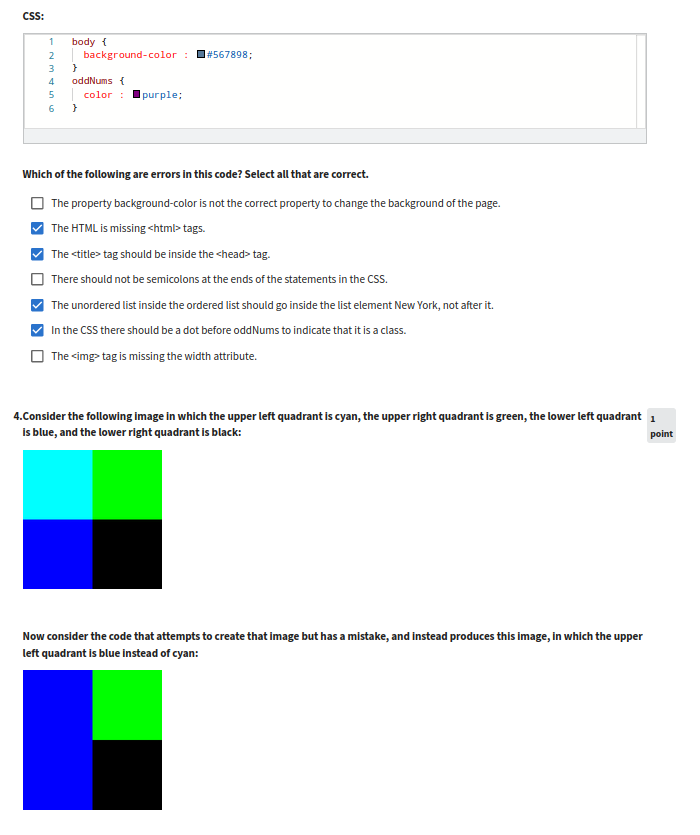 CSS:
1 body {
2 background-color : #567898;
3 }
4 oddNums {
5 color : purple;
6 }
Which of the following are errors in this code? Select all that are correct.
The property background-color is not the correct property to change the background of the page.
The HTML is missing <html> tags.
The <title> tag should be inside the <head> tag.
There should not be semicolons at the ends of the statements in the CSS.
The unordered list inside the ordered list should go inside the list element New York, not after it.
In the CSS there should be a dot before oddNums to indicate that it is a class.
The <img> tag is missing the width attribute.
4.Consider the following image in which the upper left quadrant is cyan, the upper right quadrant is green, the lower left quadrant
is blue, and the lower right quadrant is black:
1
point
Now consider the code that attempts to create that image but has a mistake, and instead produces this image, in which the upper
left quadrant is blue instead of cyan: